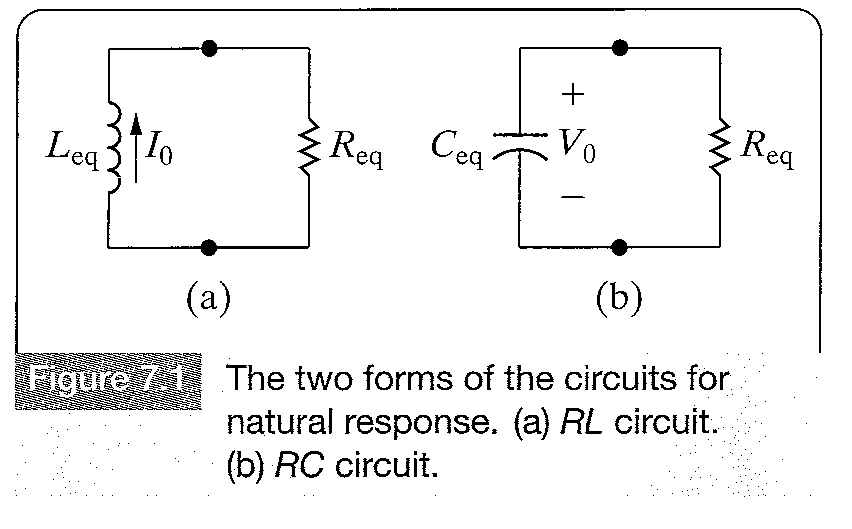 L_eq I_0 R_eq C_eq + V_0 − R_eq
(a) (b)
Figure 7.1 The two forms of the circuits for
natural response. (a) RL circuit.
(b) RC circuit.